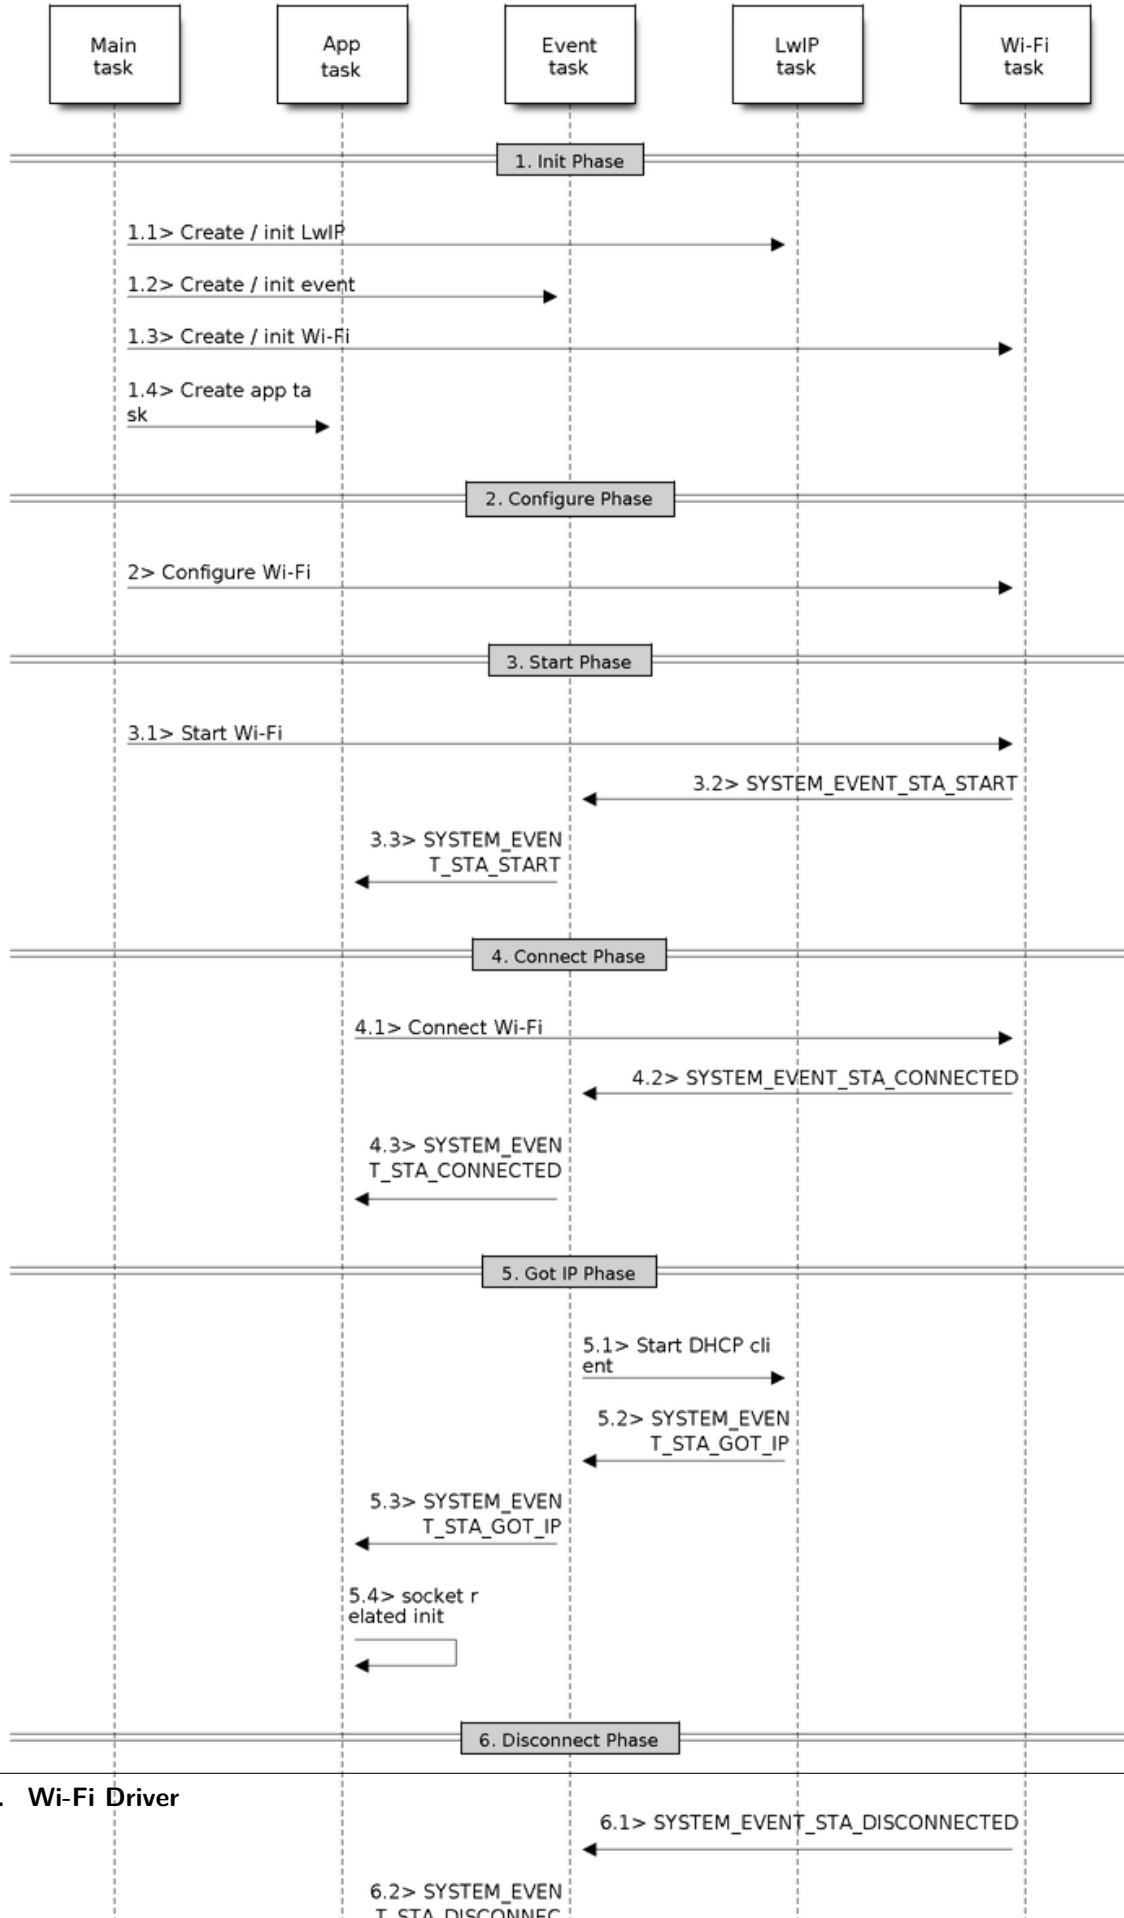 Main
task
App
task
Event
task
LwIP
task
Wi-Fi
task
1. Init Phase
1.1> Create / init LwIP
1.2> Create / init event
1.3> Create / init Wi-Fi
1.4> Create app ta
sk
2. Configure Phase
2> Configure Wi-Fi
3. Start Phase
3.1> Start Wi-Fi
3.2> SYSTEM_EVENT_STA_START
3.3> SYSTEM_EVEN
T_STA_START
4. Connect Phase
4.1> Connect Wi-Fi
4.2> SYSTEM_EVENT_STA_CONNECTED
4.3> SYSTEM_EVEN
T_STA_CONNECTED
5. Got IP Phase
5.1> Start DHCP cli
ent
5.2> SYSTEM_EVEN
T_STA_GOT_IP
5.3> SYSTEM_EVEN
T_STA_GOT_IP
5.4> socket r
elated init
6. Disconnect Phase
. Wi-Fi Driver
6.1> SYSTEM_EVENT_STA_DISCONNECTED
6.2> SYSTEM_EVEN
T_STA_DISCONNEC